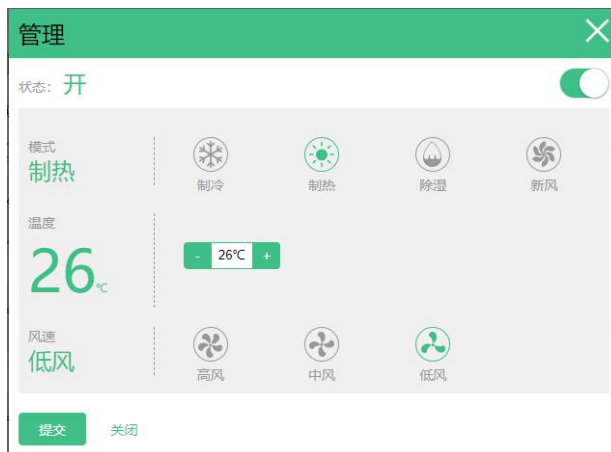 管理
状态: 开
模式
制热
制冷 制热 除湿 新风
温度
26℃
- 26℃ +
风速
低风
高风 中风 低风
提交 关闭